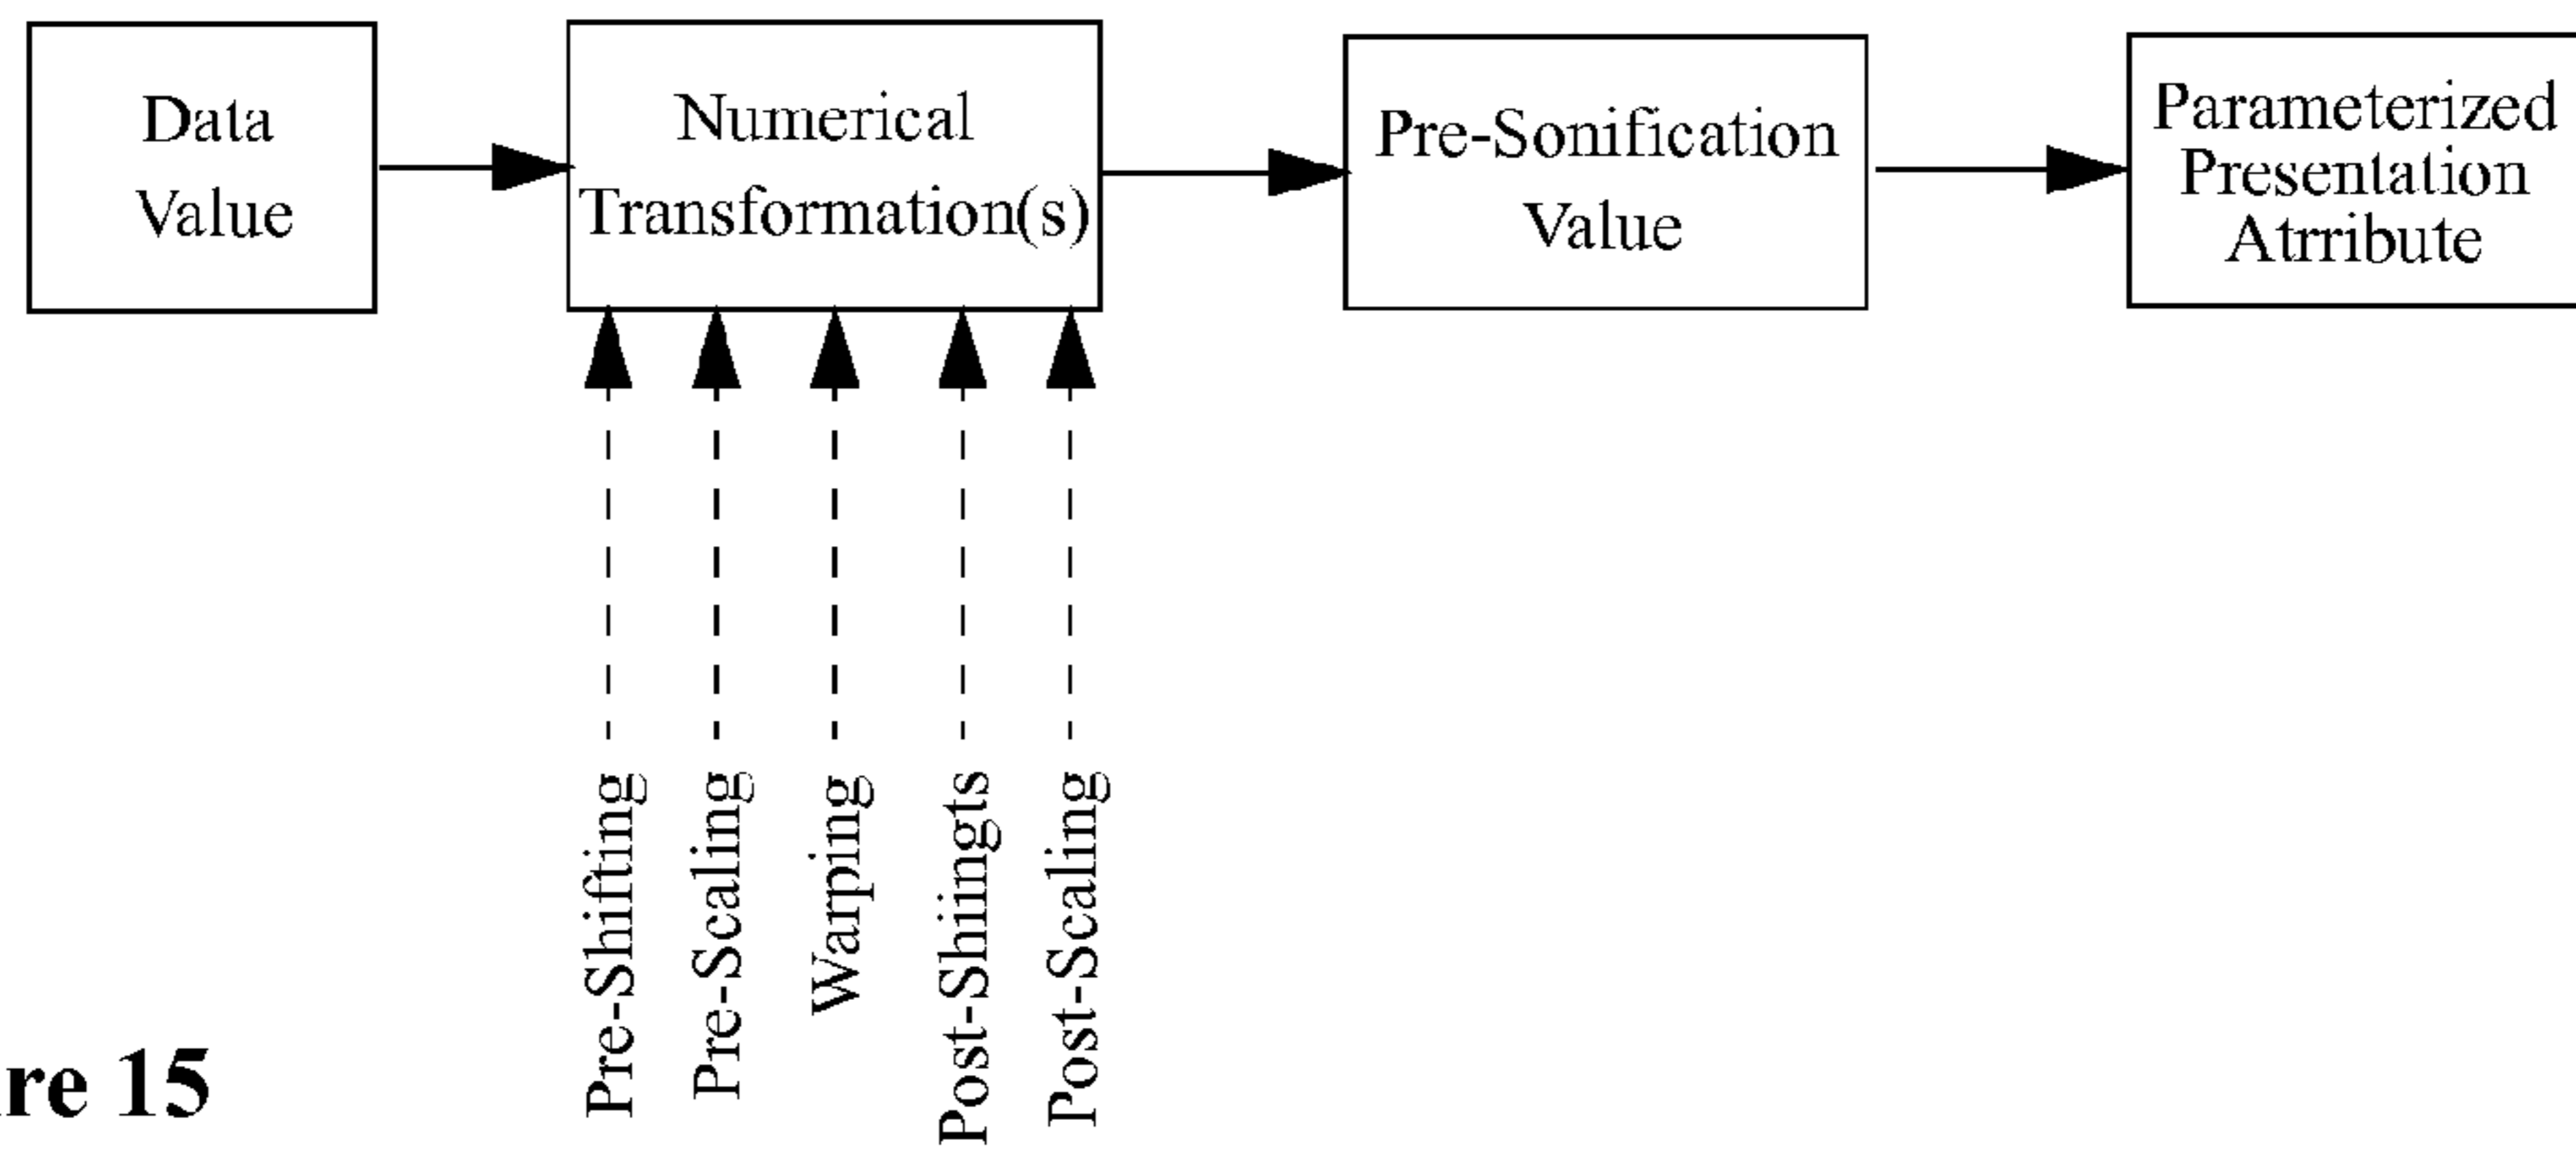 Data
Value
Numerical
Transformation(s)
Pre-Sonification
Value
Parameterized
Presentation
Atrribute
Pre-Shifting
Pre-Scaling
Warping
Post-Shiingts
Post-Scaling
re 15